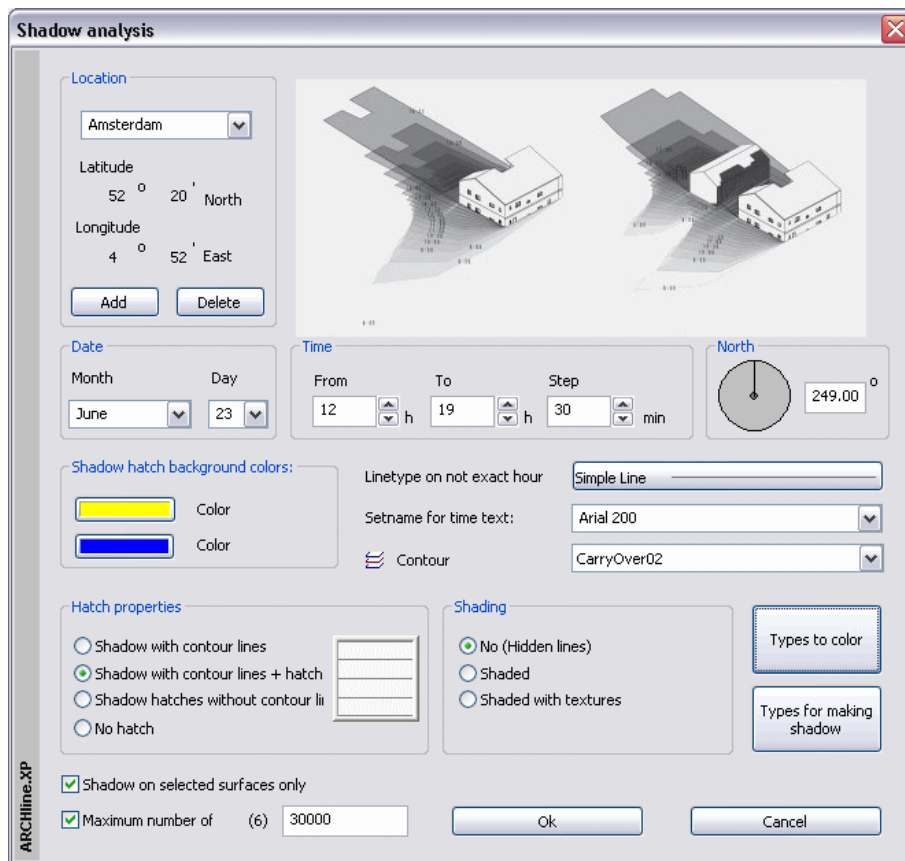 Shadow analysis
Location
Amsterdam
Latitude
52 o 20 ' North
Longitude
4 o 52 ' East
Add Delete
Date
Month Day
June 23
Time
From To Step
12 h 19 h 30 min
North
249.00 o
Shadow hatch background colors:
Color
Color
Linetype on not exact hour Simple Line
Setname for time text: Arial 200
Contour CarryOver02
Hatch properties
Shadow with contour lines
Shadow with contour lines + hatch
Shadow hatches without contour li
No hatch
Shading
No (Hidden lines)
Shaded
Shaded with textures
Types to color
Types for making
shadow
Shadow on selected surfaces only
Maximum number of (6) 30000
Ok Cancel
ARCHline.XP